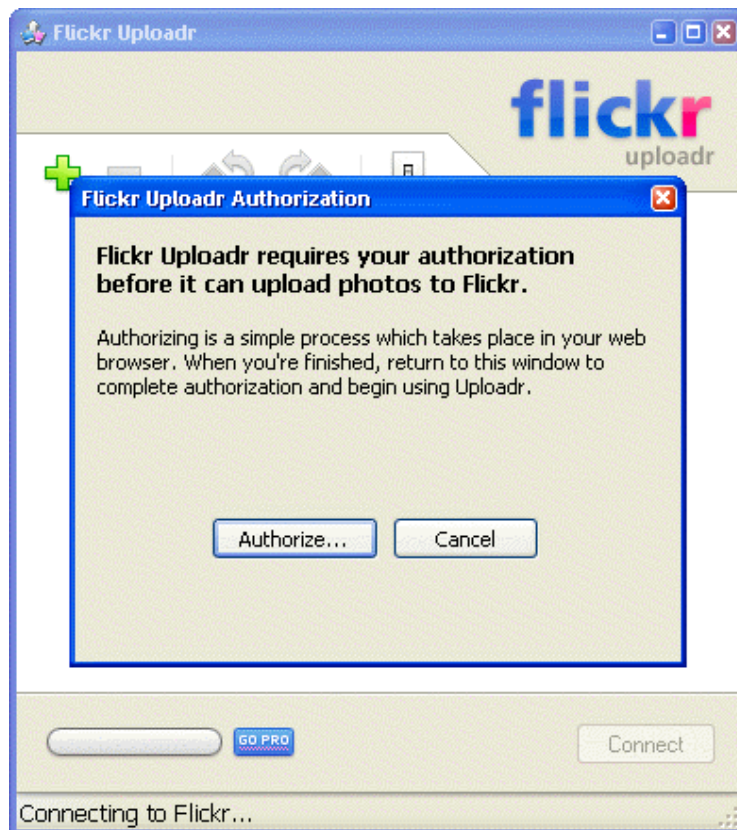 Flickr Uploadr
flickr
uploadr
Flickr Uploadr Authorization
Flickr Uploadr requires your authorization
before it can upload photos to Flickr.
Authorizing is a simple process which takes place in your web
browser. When you're finished, return to this window to
complete authorization and begin using Uploadr.
Authorize...
Cancel
GO PRO
Connect
Connecting to Flickr...